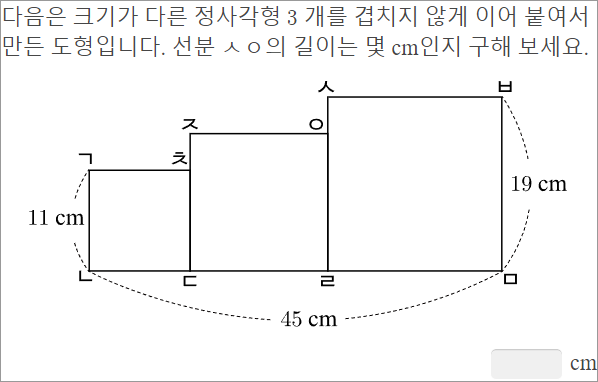 다음은 크기가 다른 정사각형 3 개를 겹치지 않게 이어 붙여서
만든 도형입니다. 선분 ㅅㅇ의 길이는 몇 cm인지 구해 보세요.
ㅅ ㅂ
ㅈ ㅇ
ㄱ ㅊ
19 cm
11 cm
ㄴ ㄷ ㄹ ㅁ
45 cm
cm